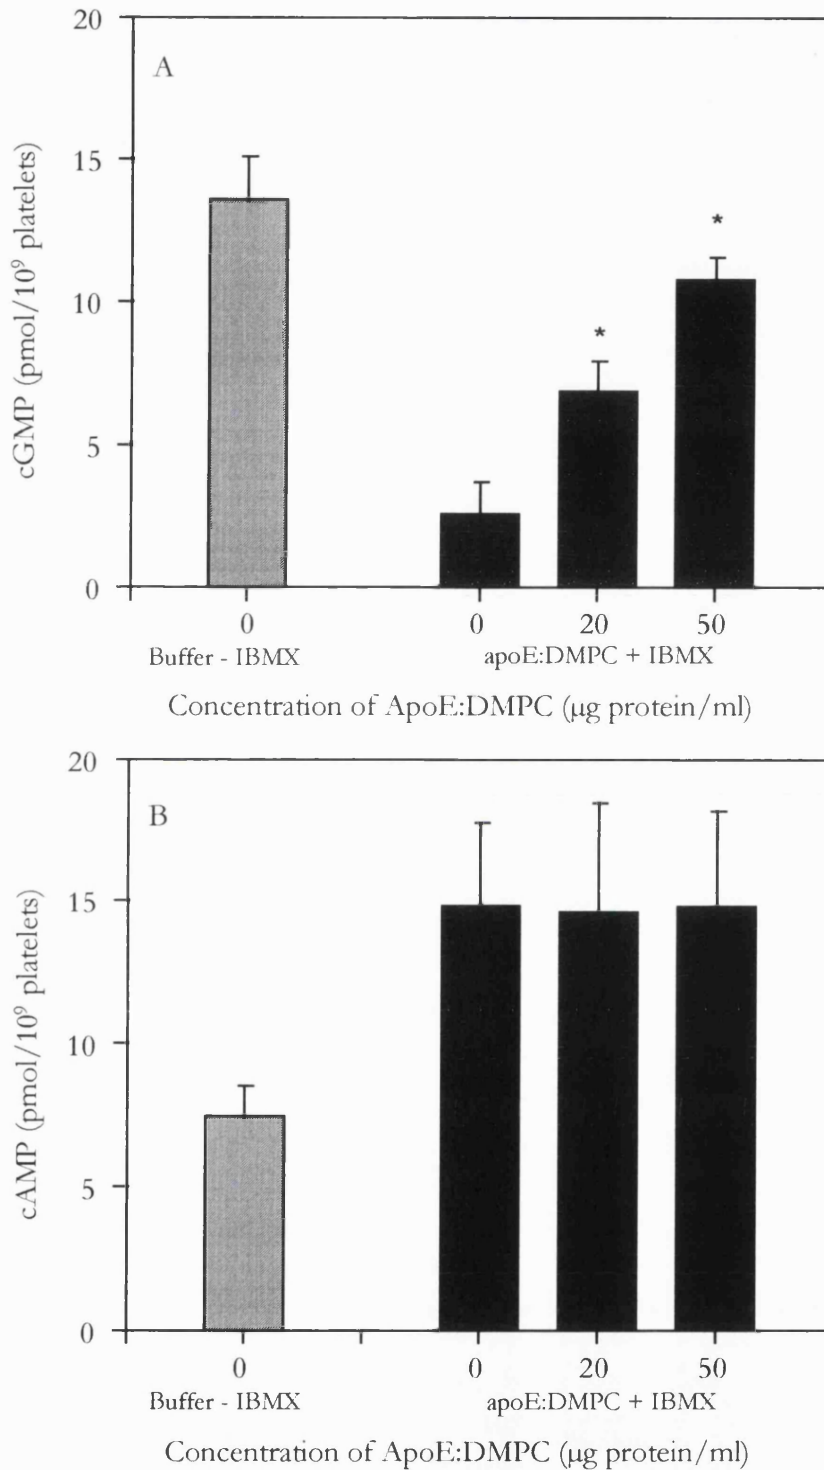 A
cGMP (pmol/10⁹ platelets)
20
15
10
5
0
*
*
0 0 20 50
Buffer - IBMX apoE:DMPC + IBMX
Concentration of ApoE:DMPC (µg protein/ml)
B
cAMP (pmol/10⁹ platelets)
20
15
10
5
0
0 0 20 50
Buffer - IBMX apoE:DMPC + IBMX
Concentration of ApoE:DMPC (µg protein/ml)